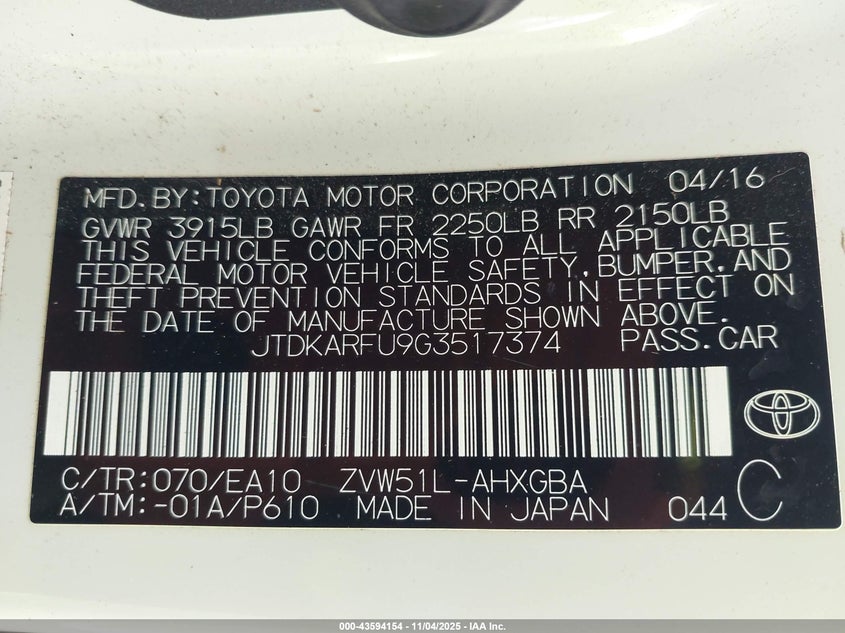 MFD. BY: TOYOTA MOTOR CORPORATION 04/16
GVWR 3915LB GAWR FR 2250LB RR 2150LB
THIS VEHICLE CONFORMS TO ALL APPLICABLE
FEDERAL MOTOR VEHICLE SAFETY, BUMPER, AND
THEFT PREVENTION STANDARDS IN EFFECT ON
THE DATE OF MANUFACTURE SHOWN ABOVE.
JTDKARFU9G3517374 PASS. CAR
C/TR: 070/EA10 ZVW51L-AHXGBA
A/TM: -01A/P610 MADE IN JAPAN 044 C
000-43594154 - 11/04/2025 - IAA Inc.